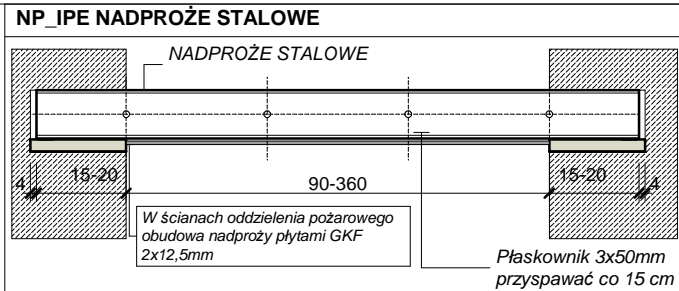 NP_IPE NADPROŻE STALOWE
NADPROŻE STALOWE
4
15-20
90-360
15-20
4
W ścianach oddzielenia pożarowego
obudowa nadproży płytami GKF
2x12,5mm
Płaskownik 3x50mm
przyspawać co 15 cm